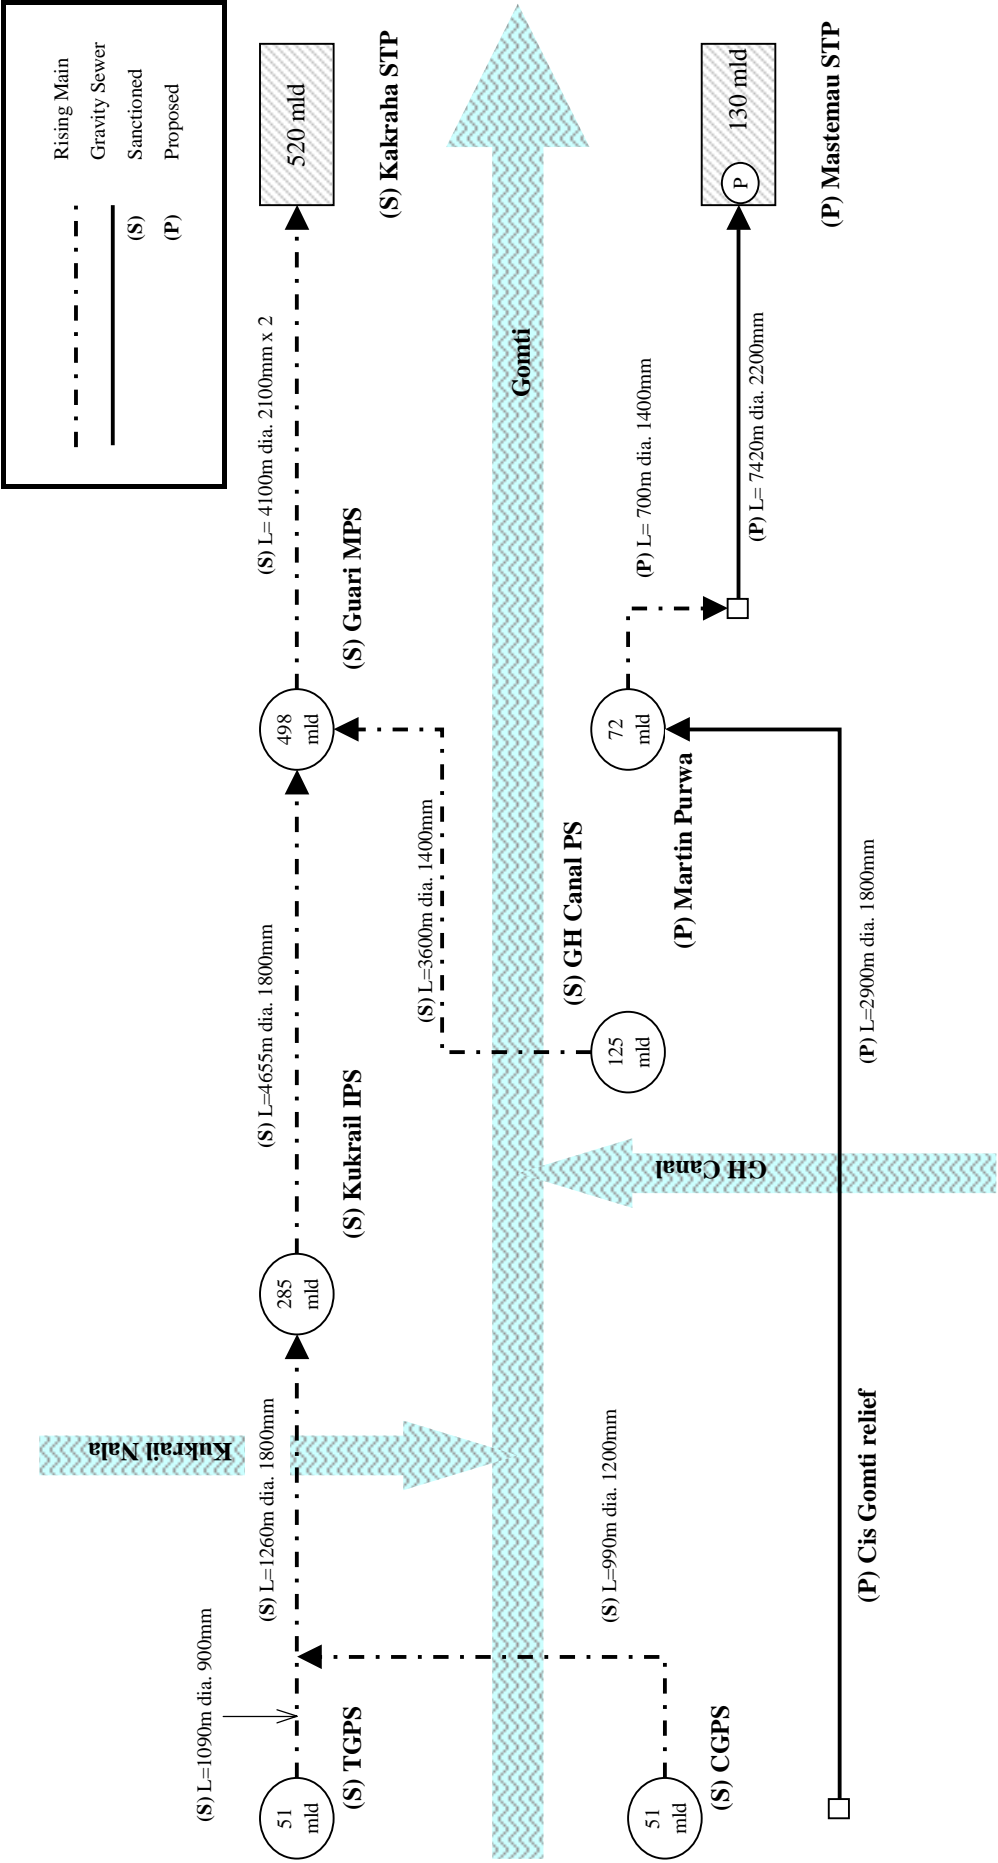 Rising Main
Gravity Sewer
(S) Sanctioned
(P) Proposed
520 mld
(S) Kakraha STP
(S) L= 4100m dia. 2100mm x 2
498
mld
(S) Guari MPS
(S) L=4655m dia. 1800mm
285
mld
(S) Kukrail IPS
Kukrail Nala
(S) L=1260m dia. 1800mm
(S) L=1090m dia. 900mm
51
mld
(S) TGPS
(S) L=3600m dia. 1400mm
Gomti
(S) GH Canal PS
125
mld
GH Canal
(S) L=990m dia. 1200mm
51
mld
(S) CGPS
72
mld
(P) Martin Purwa
(P) L= 700m dia. 1400mm
(P) L= 7420m dia. 2200mm
P
130 mld
(P) Mastemau STP
(P) L=2900m dia. 1800mm
(P) Cis Gomti relief